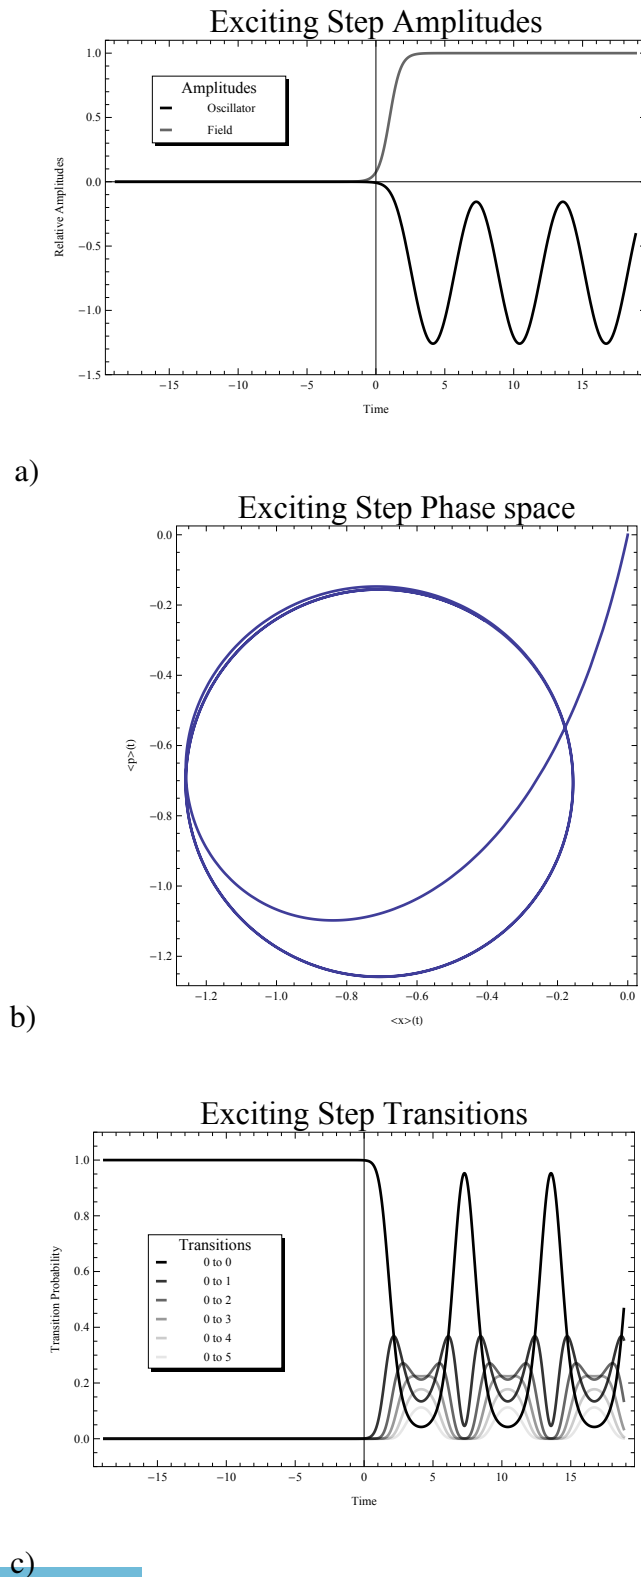 Exciting Step Amplitudes
1.0
0.5
0.0
−0.5
−1.0
−1.5
Relative Amplitudes
Amplitudes
Oscillator
Field
−15 −10 −5 0 5 10 15
Time
a)
Exciting Step Phase space
0.0
−0.2
−0.4
−0.6
−0.8
−1.0
−1.2
<p>(t)
−1.2 −1.0 −0.8 −0.6 −0.4 −0.2 0.0
<x>(t)
b)
Exciting Step Transitions
1.0
0.8
0.6
0.4
0.2
0.0
Transition Probability
Transitions
0 to 0
0 to 1
0 to 2
0 to 3
0 to 4
0 to 5
−15 −10 −5 0 5 10 15
Time
c)